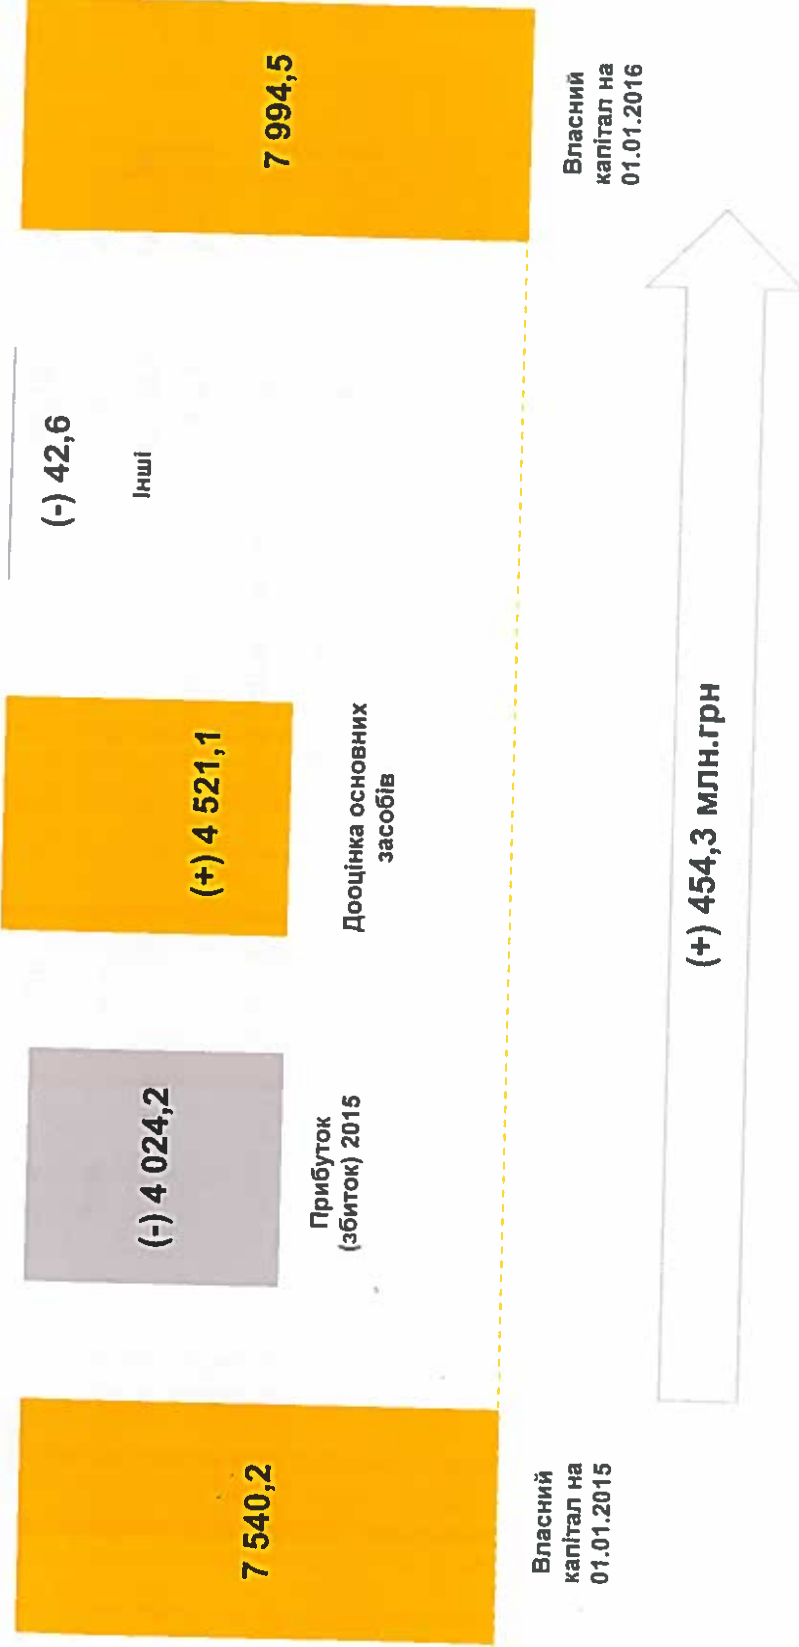 7 540,2
Власний
капітал на
01.01.2015
(-) 4 024,2
Прибуток
(збиток) 2015
(+) 4 521,1
Дооцінка основних
засобів
(-) 42,6
Інші
7 994,5
Власний
капітал на
01.01.2016
(+) 454,3 млн.грн